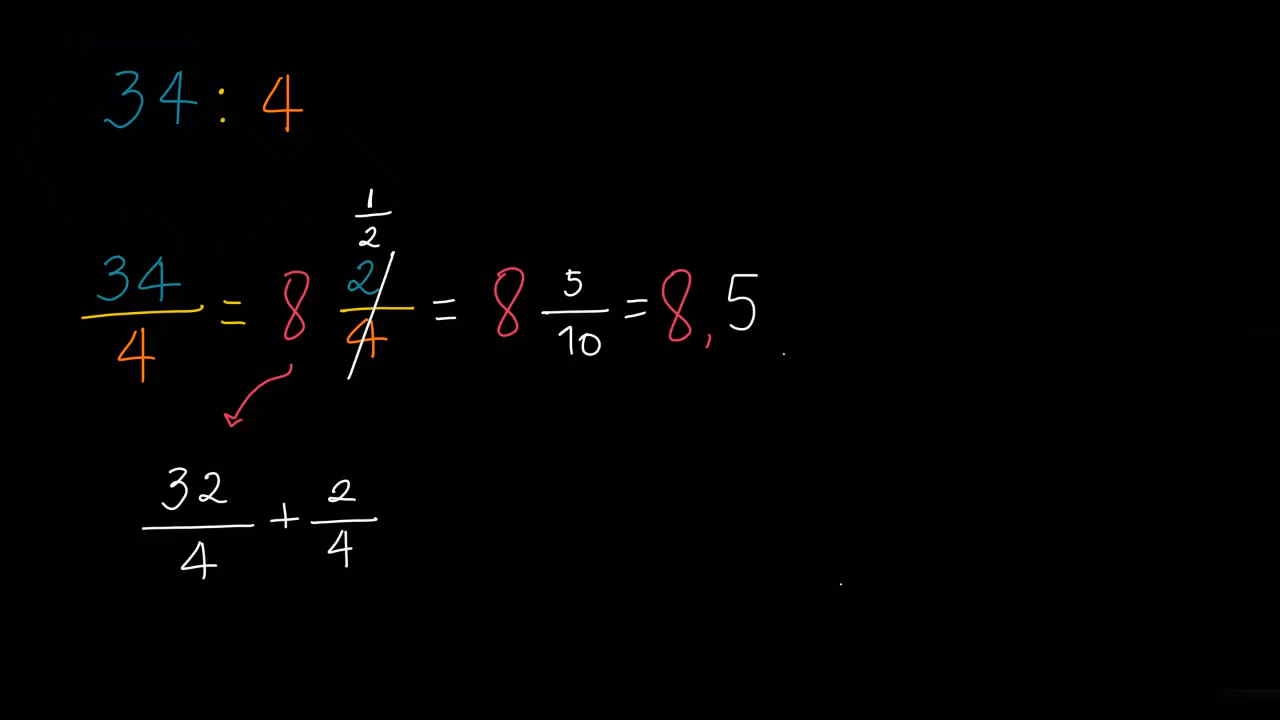 34 : 4
34/4 = 8 2/4 1/2 = 8 5/10 = 8,5
32/4 + 2/4